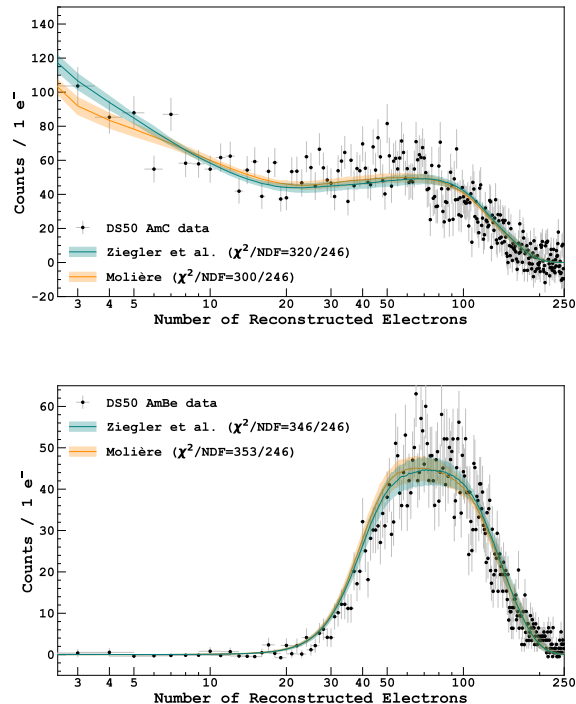 140
120
100
80
60
40
20
0
−20
Counts / 1 e⁻
DS50 AmC data
Ziegler et al. (χ²/NDF=320/246)
Molière (χ²/NDF=300/246)
3 4 5 10 20 30 40 50 100 250
Number of Reconstructed Electrons
60
50
40
30
20
10
0
Counts / 1 e⁻
DS50 AmBe data
Ziegler et al. (χ²/NDF=346/246)
Molière (χ²/NDF=353/246)
3 4 5 10 20 30 40 50 100 250
Number of Reconstructed Electrons